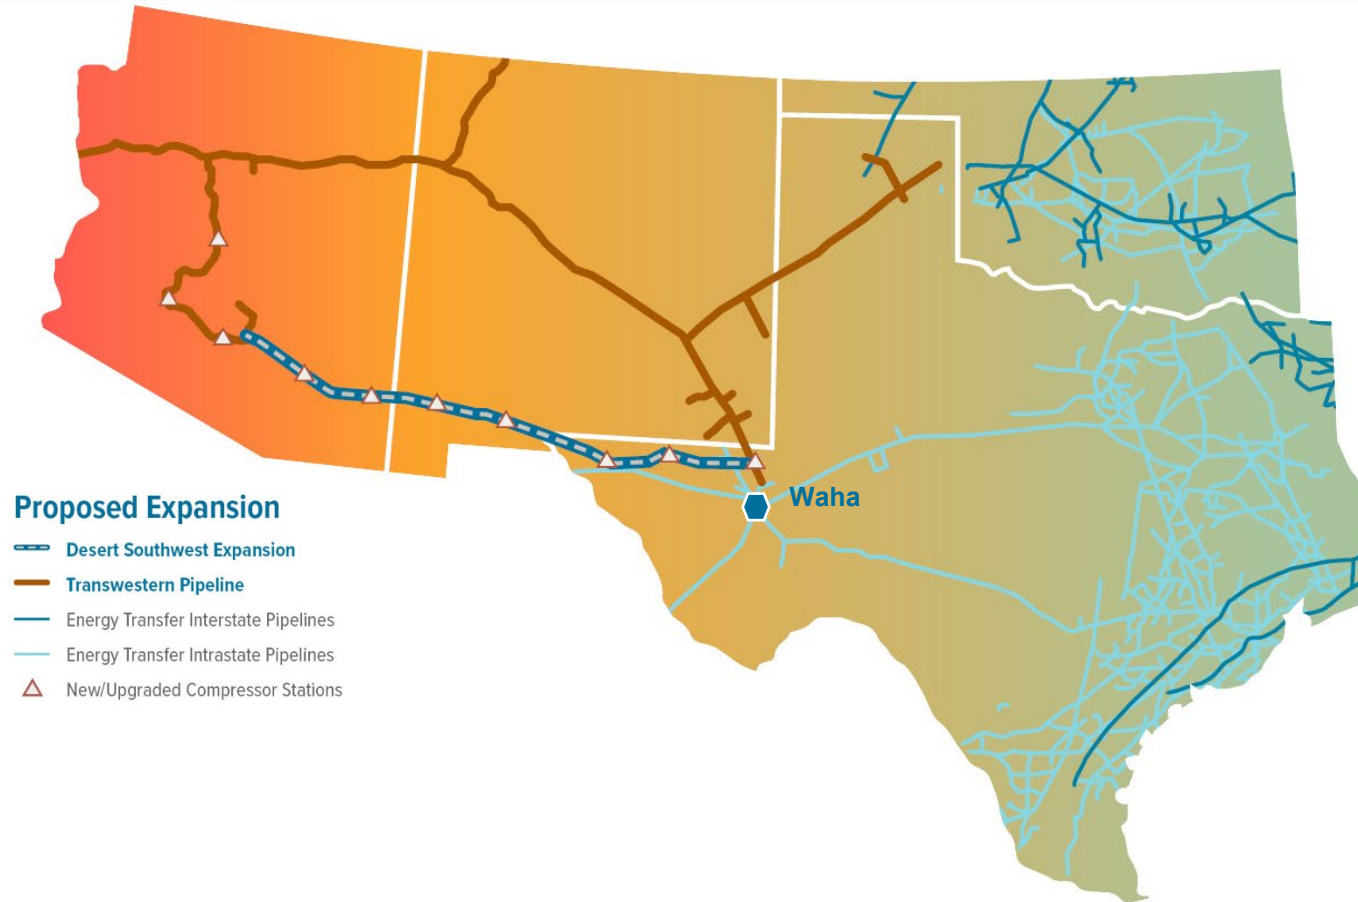 Waha
Proposed Expansion
Desert Southwest Expansion
Transwestern Pipeline
Energy Transfer Interstate Pipelines
Energy Transfer Intrastate Pipelines
New/Upgraded Compressor Stations